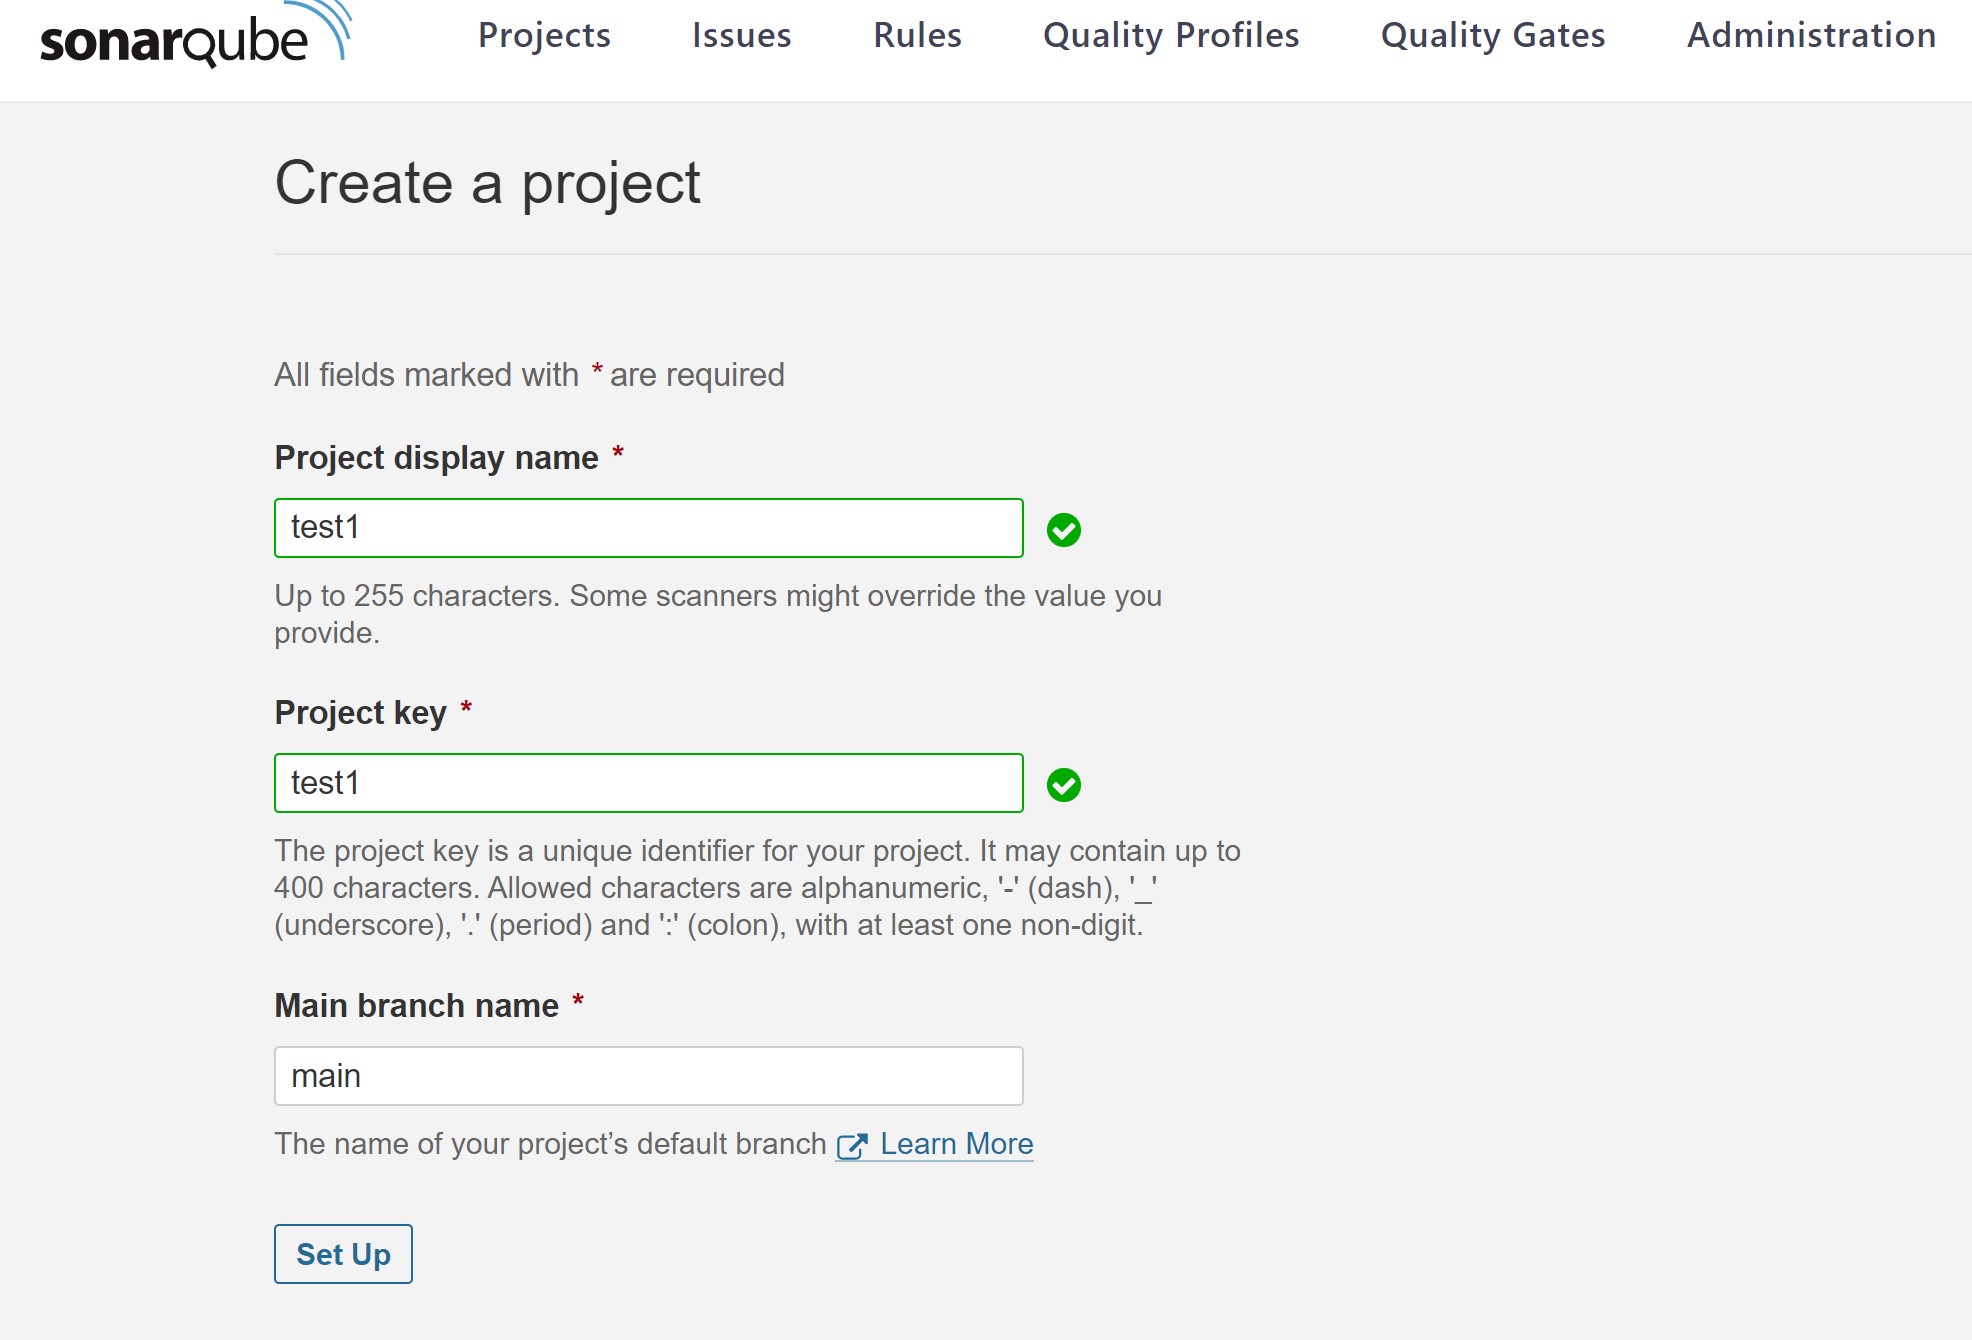 sonarqube Projects Issues Rules Quality Profiles Quality Gates Administration
Create a project
All fields marked with * are required
Project display name *
test1
Up to 255 characters. Some scanners might override the value you
provide.
Project key *
test1
The project key is a unique identifier for your project. It may contain up to
400 characters. Allowed characters are alphanumeric, '-' (dash), '_'
(underscore), '.' (period) and ':' (colon), with at least one non-digit.
Main branch name *
main
The name of your project’s default branch Learn More
Set Up